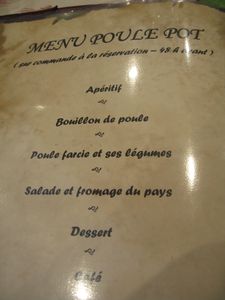 MENU POULE POT
( sur commande à la réservation – 48 h avant )
Apéritif
Bouillon de poule
Poule farcie et ses légumes
Salade et fromage du pays
Dessert
Café